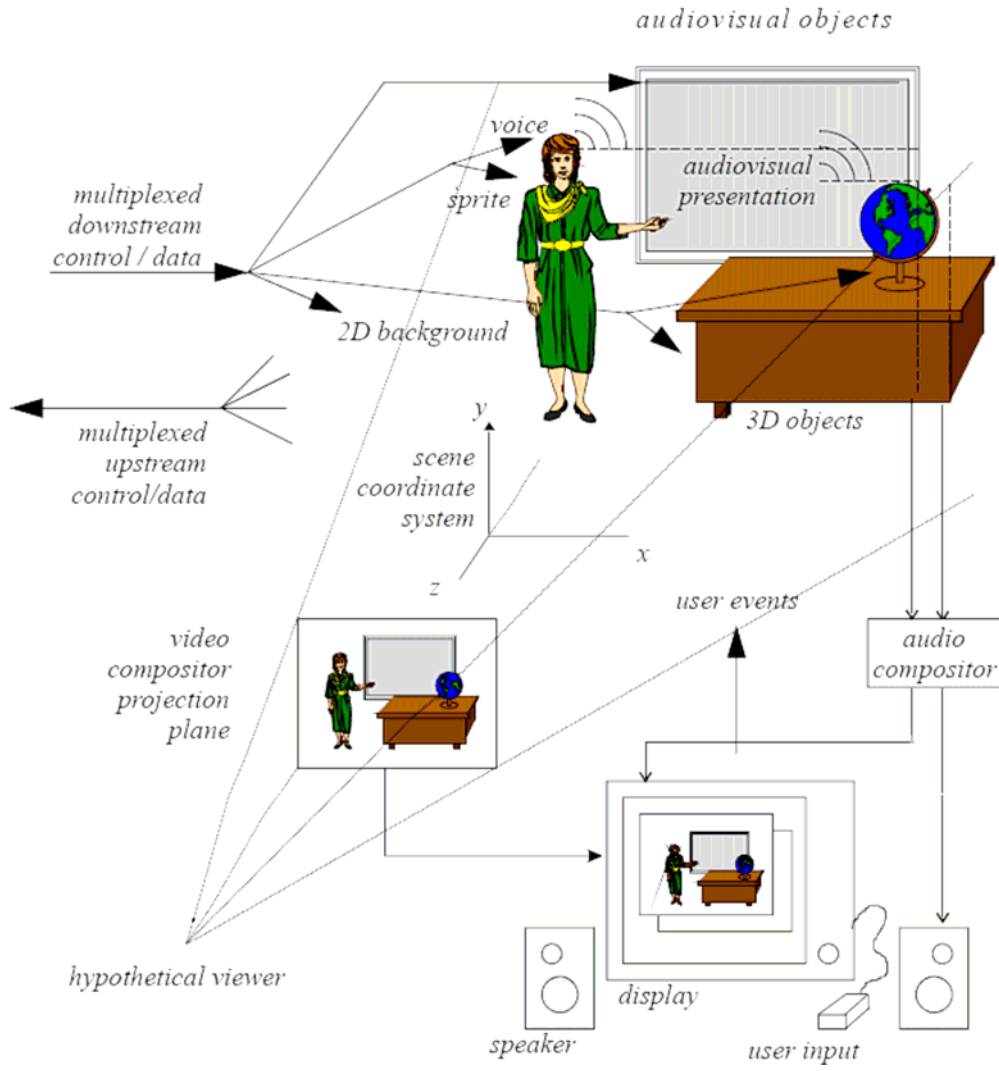 audiovisual objects
voice
sprite
audiovisual
presentation
multiplexed
downstream
control / data
2D background
3D objects
multiplexed
upstream
control/data
y
scene
coordinate
system
x
z
user events
audio
compositor
video
compositor
projection
plane
hypothetical viewer
display
speaker
user input